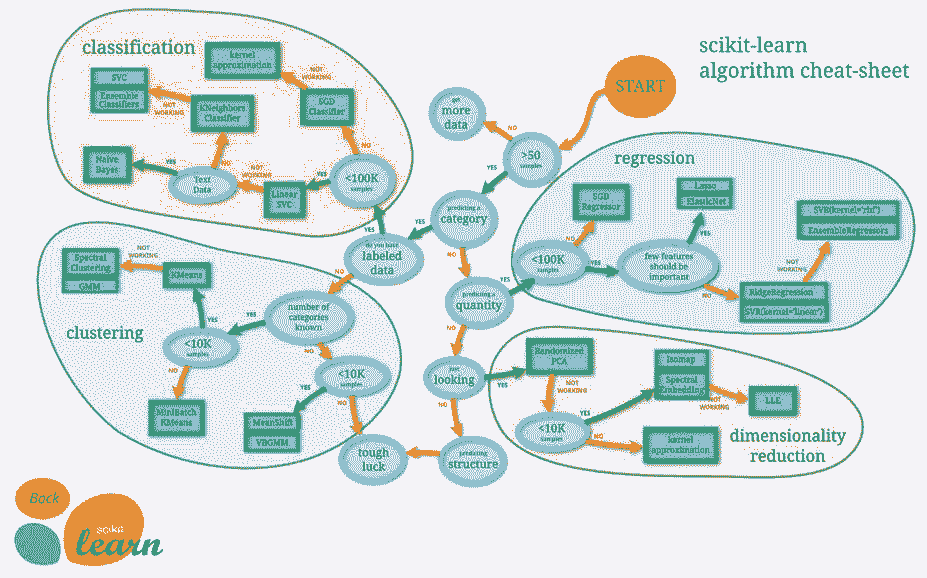 scikit-learn
algorithm cheat-sheet
START
classification
kernel
approximation
NOT
WORKING
SVC
Ensemble
Classifiers
NOT
WORKING
KNeighbors
Classifier
SGD
Classifier
NO
NO
Naive
Bayes
YES
Text
Data
NOT
WORKING
Linear
SVC
YES
<100K
samples
YES
get
more
data
NO
>50
samples
YES
predicting a
category
YES
NO
do you have
labeled
data
NO
predicting a
quantity
YES
NO
just
looking
YES
NO
predicting
structure
tough
luck
regression
SGD
Regressor
NO
<100K
samples
YES
Lasso
ElasticNet
YES
few features
should be
important
NO
SVR(kernel="rbf")
EnsembleRegressors
NOT
WORKING
RidgeRegression
SVR(kernel="linear")
clustering
Spectral
Clustering
GMM
NOT
WORKING
KMeans
YES
number of
categories
known
YES
NO
<10K
samples
NO
<10K
samples
YES
NO
MiniBatch
KMeans
MeanShift
VBGMM
Randomized
PCA
NOT
WORKING
<10K
samples
YES
NO
Isomap
Spectral
Embedding
NOT
WORKING
LLE
kernel
approximation
dimensionality
reduction
Back
scikit
learn